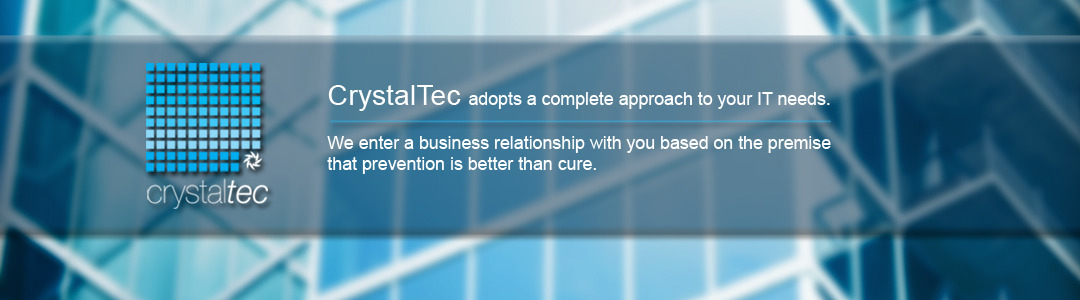 CrystalTec adopts a complete approach to your IT needs.
We enter a business relationship with you based on the premise
that prevention is better than cure.
crystaltec